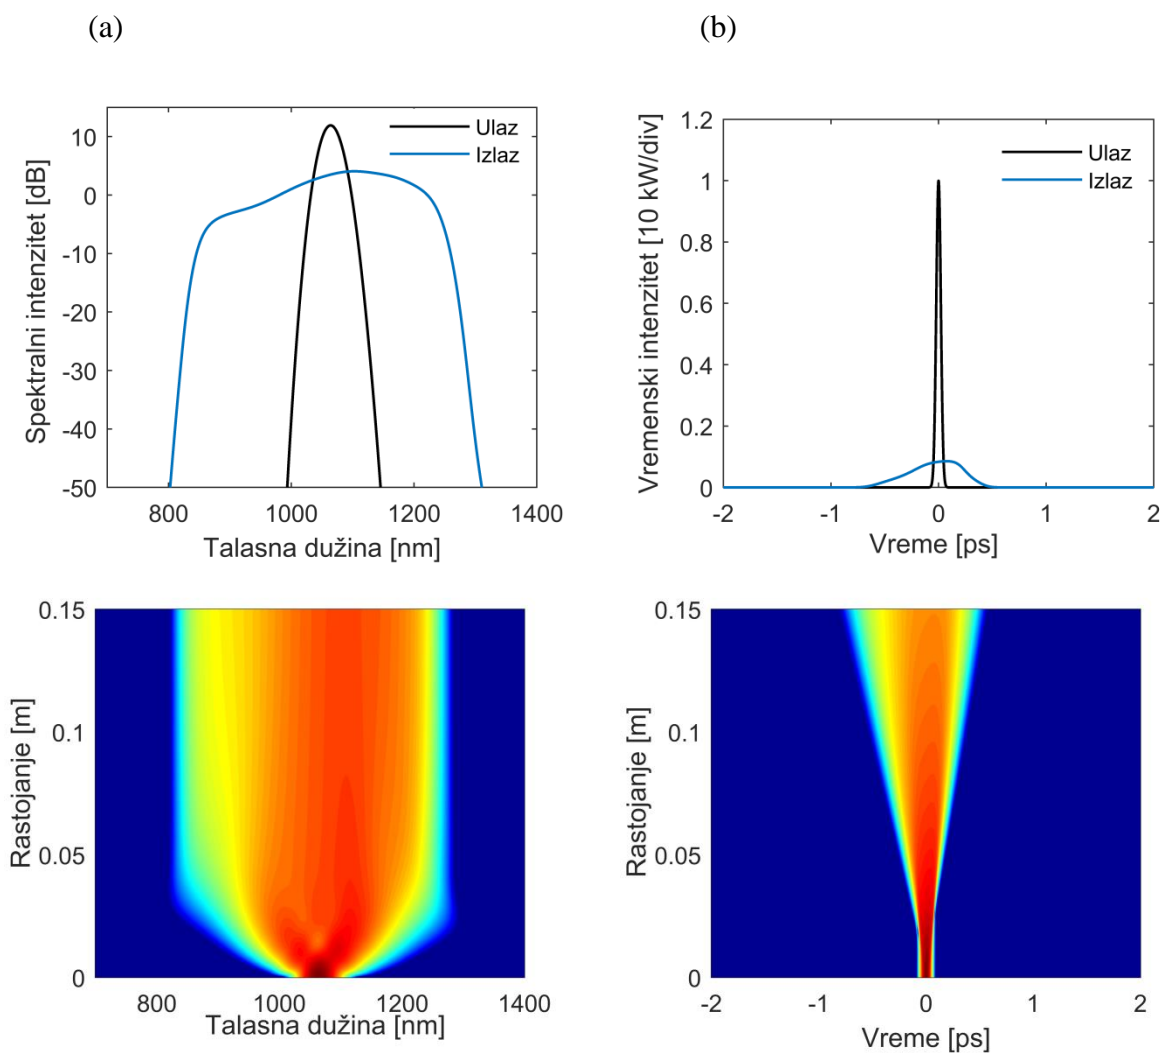 (a)
(b)
Spektralni intenzitet [dB]
10
0
-10
-20
-30
-40
-50
800
1000
1200
1400
Talasna dužina [nm]
Ulaz
Izlaz
Vremenski intenzitet [10 kW/div]
1.2
1
0.8
0.6
0.4
0.2
0
-2
-1
0
1
2
Vreme [ps]
Ulaz
Izlaz
Rastojanje [m]
0.15
0.1
0.05
0
800
1000
1200
1400
Talasna dužina [nm]
Rastojanje [m]
0.15
0.1
0.05
0
-2
-1
0
1
2
Vreme [ps]